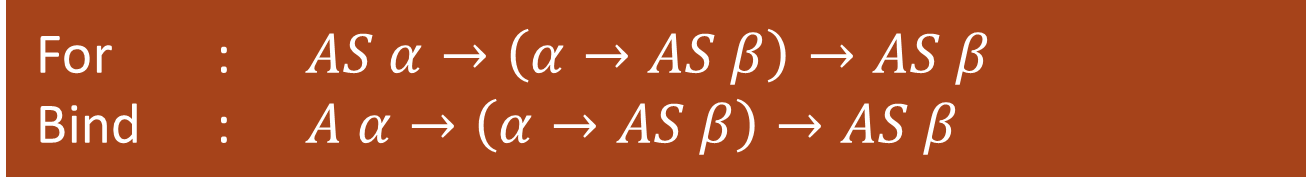 For : AS α → (α → AS β) → AS β
Bind : A α → (α → AS β) → AS β